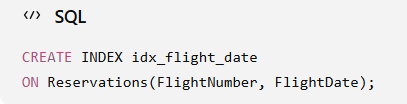 </> SQL
CREATE INDEX idx_flight_date
ON Reservations(FlightNumber, FlightDate);